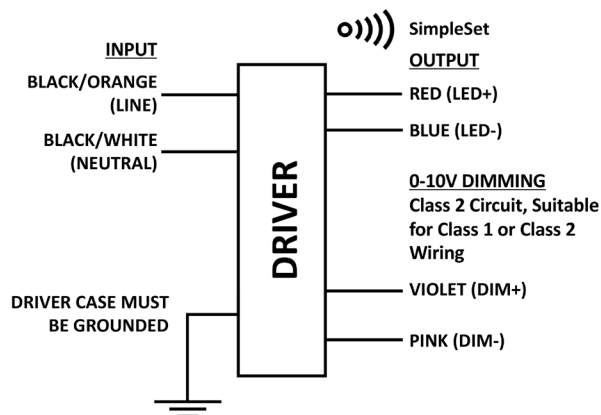 SimpleSet
INPUT
BLACK/ORANGE
(LINE)
BLACK/WHITE
(NEUTRAL)
DRIVER CASE MUST
BE GROUNDED
DRIVER
OUTPUT
RED (LED+)
BLUE (LED-)
0-10V DIMMING
Class 2 Circuit, Suitable
for Class 1 or Class 2
Wiring
VIOLET (DIM+)
PINK (DIM-)